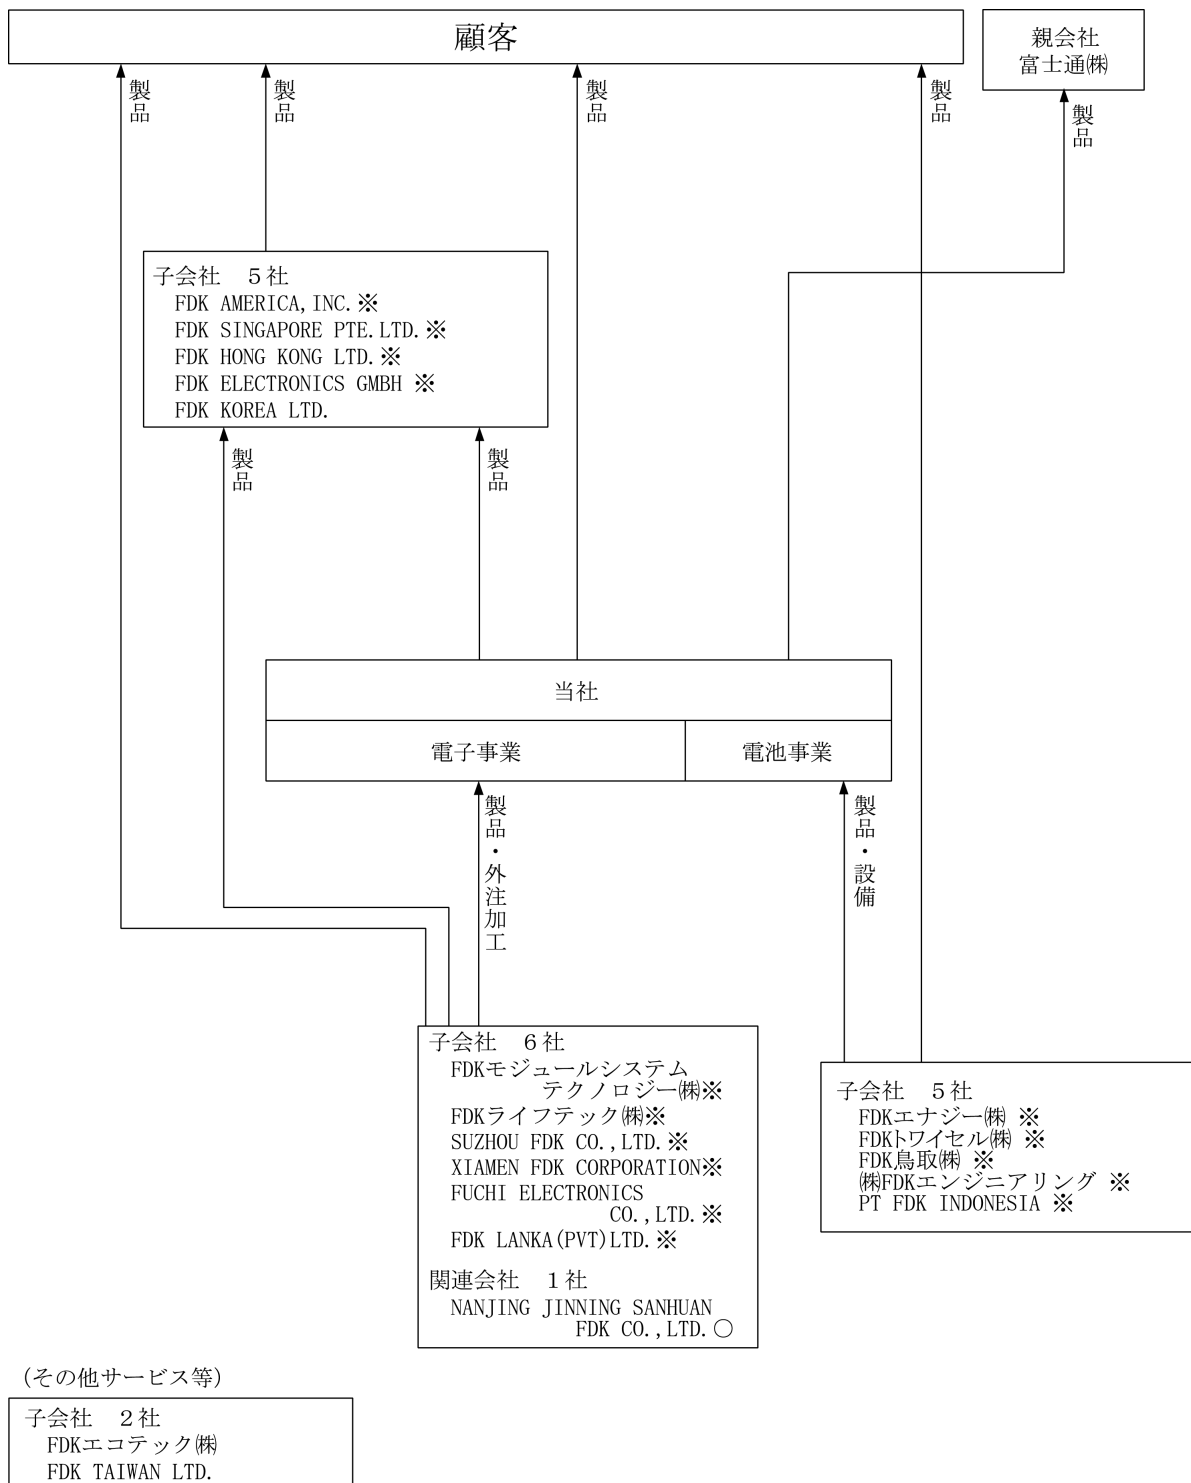 顧客
親会社
富士通㈱
製品
製品
製品
製品
製品
子会社　５社
FDK AMERICA,INC.※
FDK SINGAPORE PTE.LTD.※
FDK HONG KONG LTD.※
FDK ELECTRONICS GMBH ※
FDK KOREA LTD.
製品
製品
当社
電子事業
電池事業
製品・外注加工
製品・設備
子会社　６社
FDKモジュールシステム
テクノロジー㈱※
FDKライフテック㈱※
SUZHOU FDK CO.,LTD.※
XIAMEN FDK CORPORATION※
FUCHI ELECTRONICS
CO.,LTD.※
FDK LANKA(PVT)LTD.※
関連会社　１社
NANJING JINNING SANHUAN
FDK CO.,LTD.○
子会社　５社
FDKエナジー㈱ ※
FDKトワイセル㈱ ※
FDK鳥取㈱ ※
㈱FDKエンジニアリング ※
PT FDK INDONESIA ※
(その他サービス等)
子会社　２社
FDKエコテック㈱
FDK TAIWAN LTD.